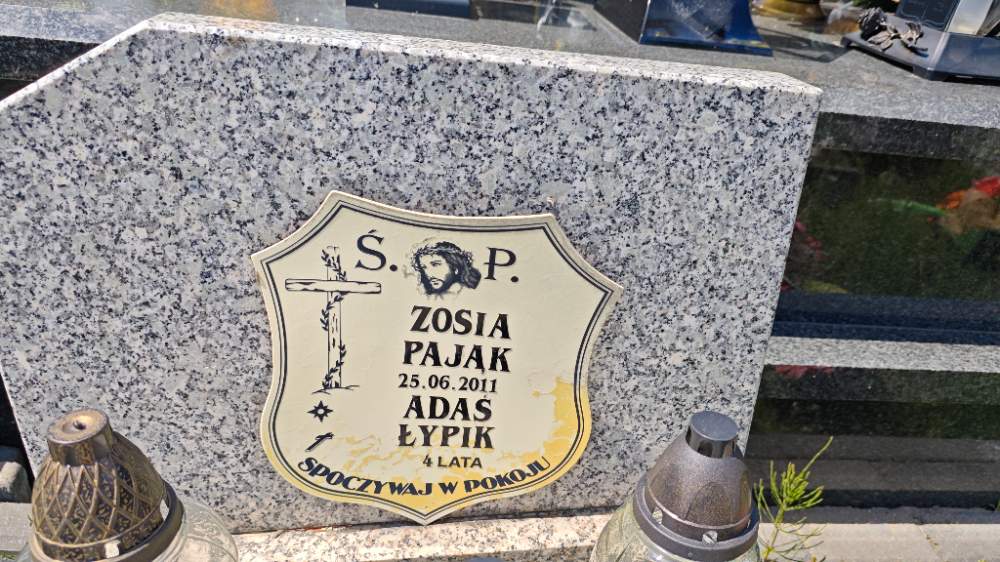 Ś. P.
ZOSIA
PAJĄK
25.06.2011
ADAŚ
ŁYPIK
4 LATA
SPOCZYWAJ W POKOJU